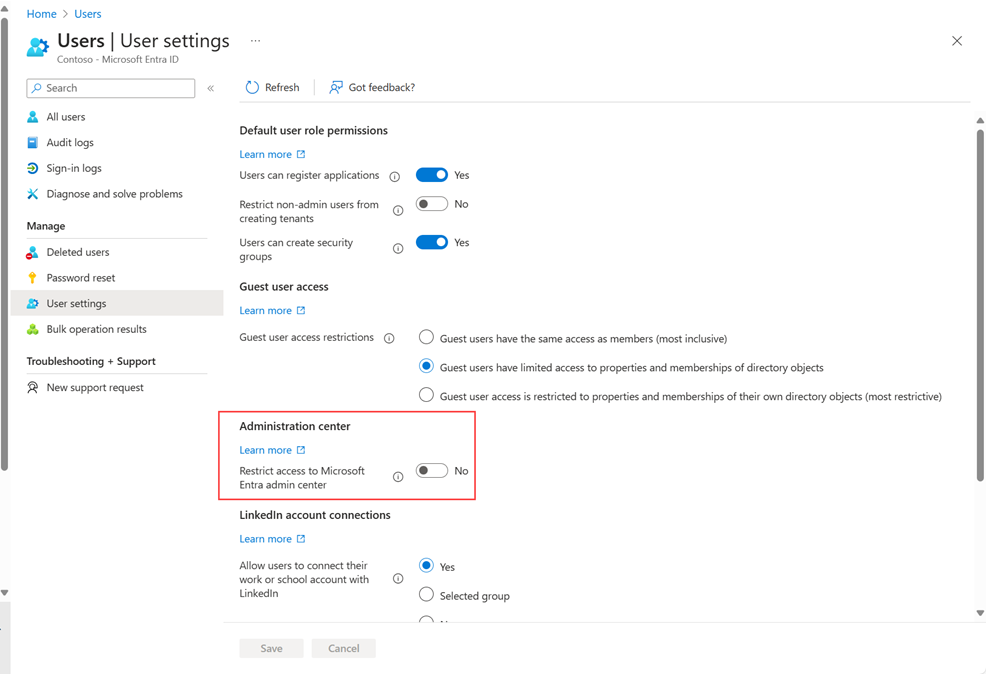 Home > Users
Users | User settings ...
Contoso - Microsoft Entra ID
Search «
All users
Audit logs
Sign-in logs
Diagnose and solve problems
Manage
Deleted users
Password reset
User settings
Bulk operation results
Troubleshooting + Support
New support request
Refresh | Got feedback?
Default user role permissions
Learn more
Users can register applications Yes
Restrict non-admin users from
creating tenants No
Users can create security
groups Yes
Guest user access
Learn more
Guest user access restrictions
Guest users have the same access as members (most inclusive)
Guest users have limited access to properties and memberships of directory objects
Guest user access is restricted to properties and memberships of their own directory objects (most restrictive)
Administration center
Learn more
Restrict access to Microsoft
Entra admin center No
LinkedIn account connections
Learn more
Allow users to connect their
work or school account with
LinkedIn
Yes
Selected group
Save Cancel